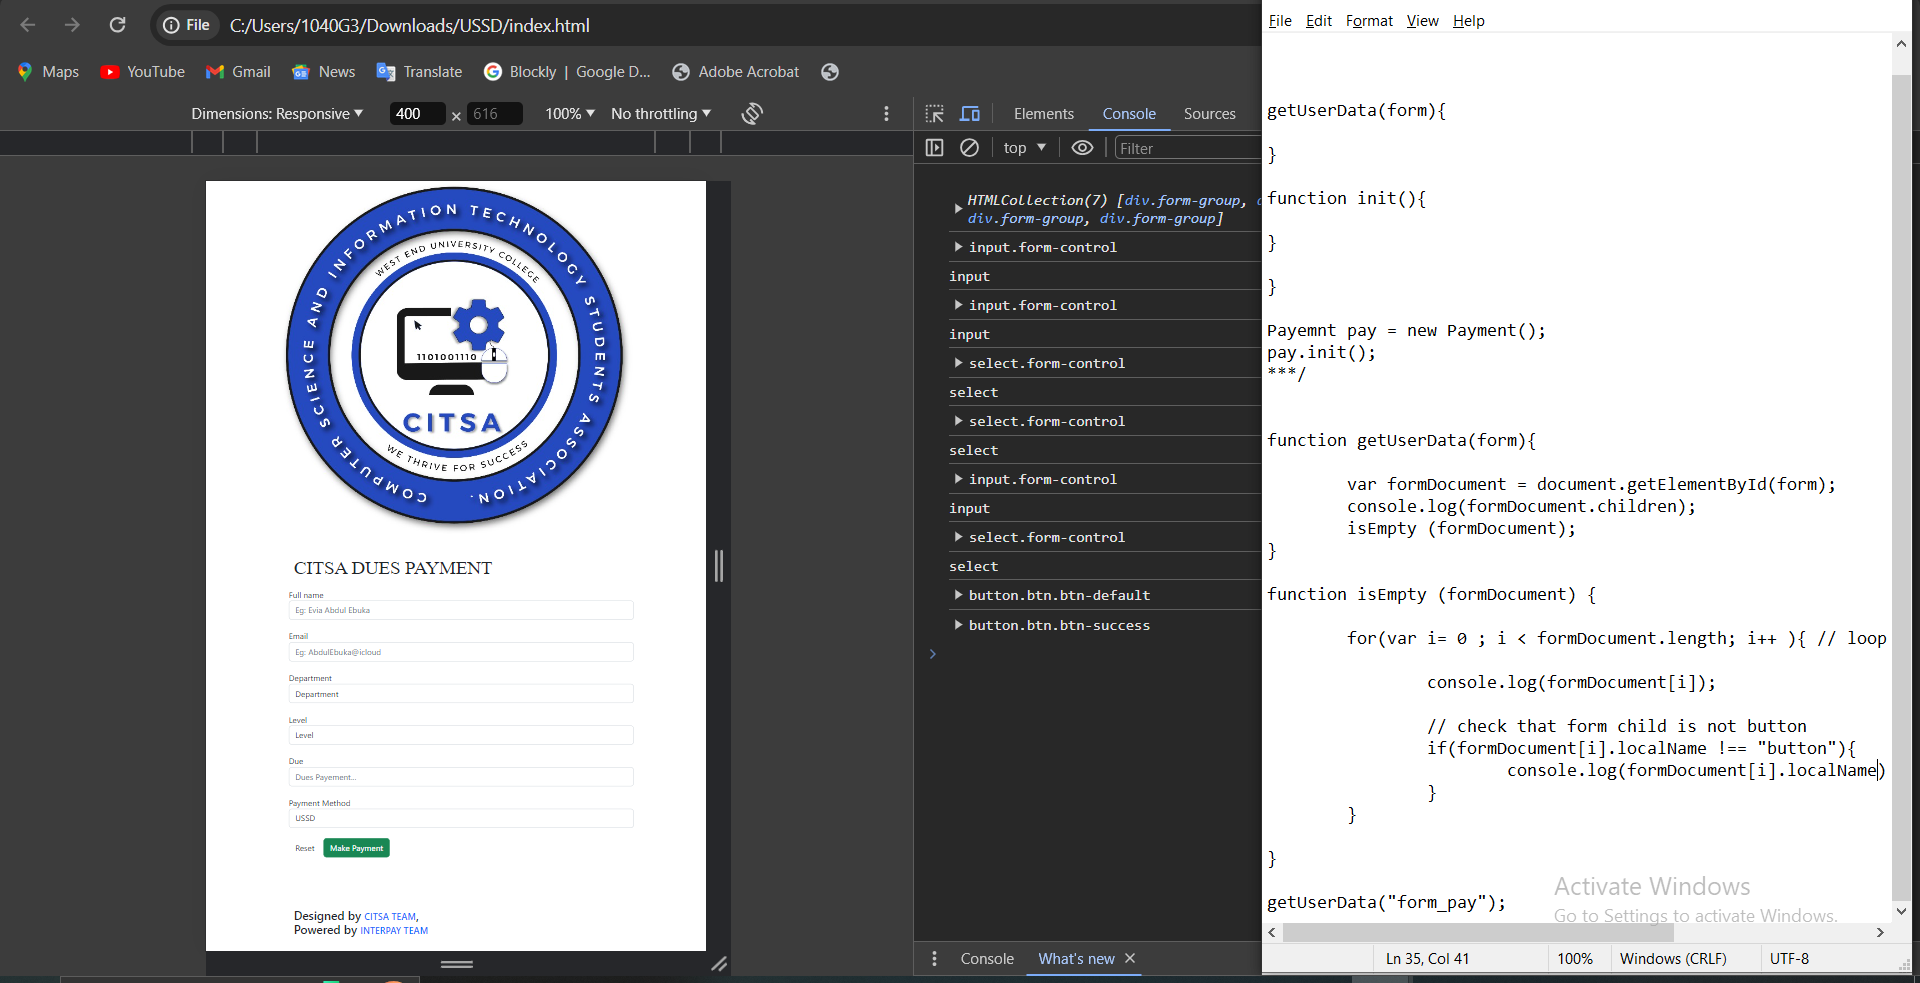 File C:/Users/1040G3/Downloads/USSD/index.html
Maps YouTube Gmail News Translate Blockly | Google D... Adobe Acrobat
Dimensions: Responsive 400 × 616 100% No throttling
Elements Console Sources
top Filter
COMPUTER SCIENCE AND INFORMATION TECHNOLOGY STUDENTS ASSOCIATION.
WEST END UNIVERSITY COLLEGE
1101001110
CITSA
WE THRIVE FOR SUCCESS
CITSA DUES PAYMENT
Full name
Eg: Evia Abdul Ebuka
Email
Eg: AbdulEbuka@icloud
Department
Department
Level
Level
Due
Dues Payement...
Payment Method
USSD
Reset Make Payment
Designed by CITSA TEAM,
Powered by INTERPAY TEAM
HTMLCollection(7) [div.form-group,
div.form-group, div.form-group]
input.form-control
input
input.form-control
input
select.form-control
select
select.form-control
select
input.form-control
input
select.form-control
select
button.btn.btn-default
button.btn.btn-success
Console What's new
File Edit Format View Help
getUserData(form){
}
function init(){
}
}
Payemnt pay = new Payment();
pay.init();
***/
function getUserData(form){
var formDocument = document.getElementById(form);
console.log(formDocument.children);
isEmpty (formDocument);
}
function isEmpty (formDocument) {
for(var i= 0 ; i < formDocument.length; i++ ){ // loop
console.log(formDocument[i]);
// check that form child is not button
if(formDocument[i].localName !== "button"){
console.log(formDocument[i].localName)
}
}
}
getUserData("form_pay");
Activate Windows
Go to Settings to activate Windows.
Ln 35, Col 41 100% Windows (CRLF) UTF-8